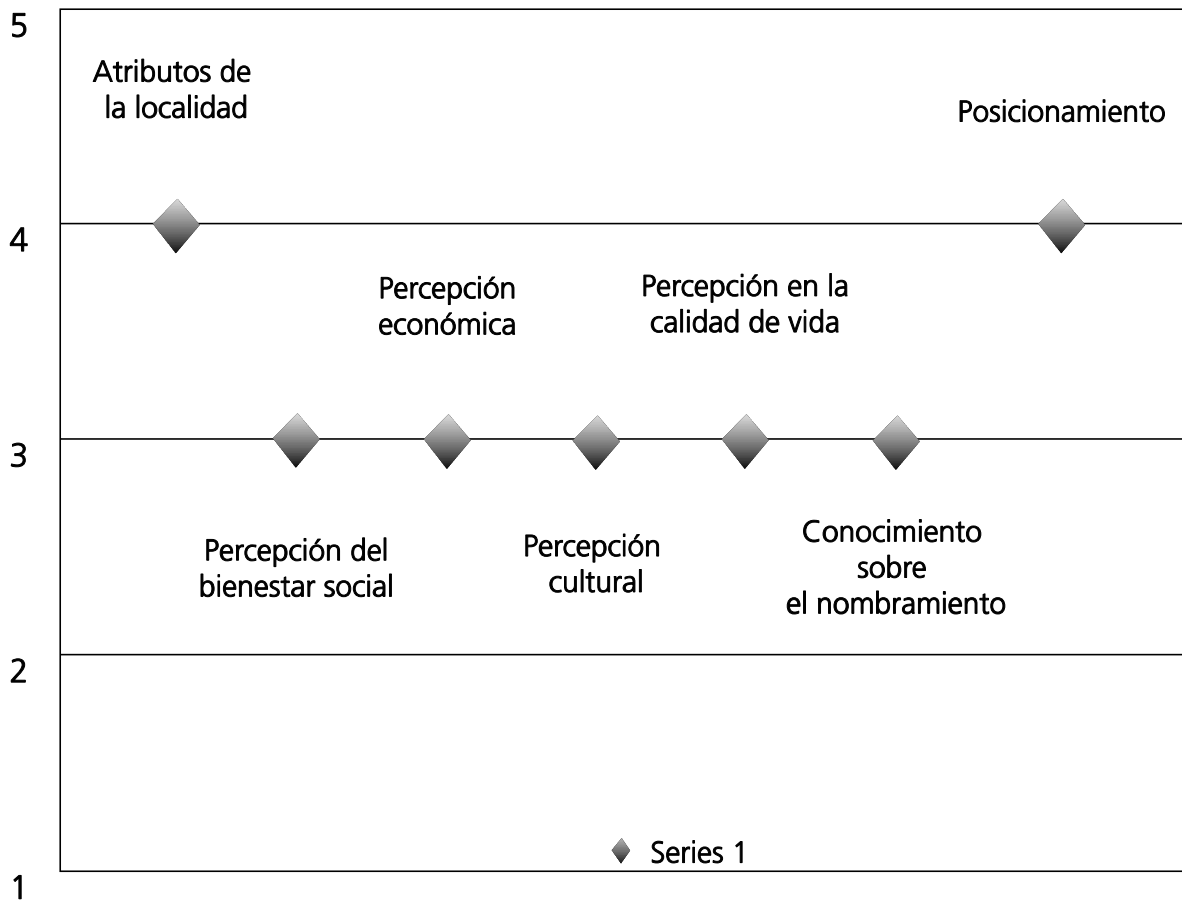 5
Atributos de
la localidad
Posicionamiento
4
Percepción
económica
Percepción en la
calidad de vida
3
Percepción del
bienestar social
Percepción
cultural
Conocimiento
sobre
el nombramiento
2
Series 1
1